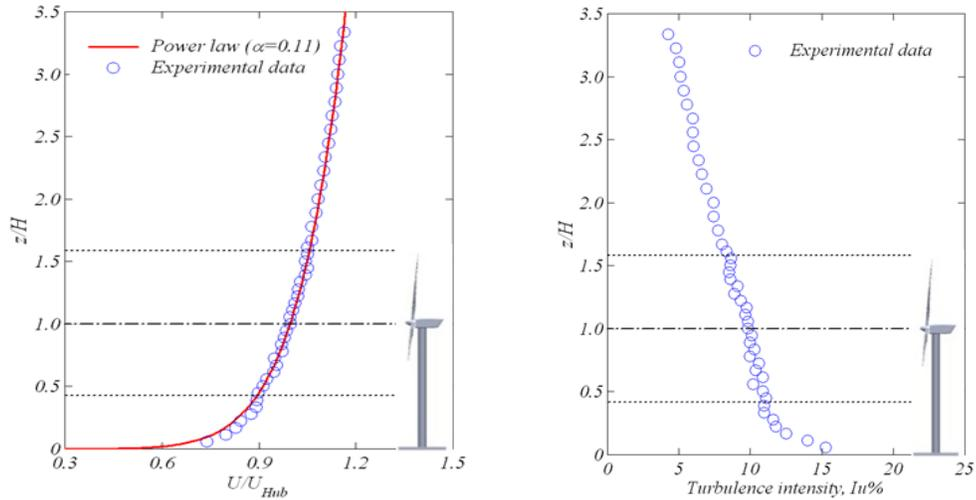 3.5
3.0
2.5
2.0
1.5
1.0
0.5
0
z/H
Power law (α=0.11)
Experimental data
0.3 0.6 0.9 1.2 1.5
U/U_Hub
3.5
3.0
2.5
2.0
1.5
1.0
0.5
0
z/H
Experimental data
0 5 10 15 20 25
Turbulence intensity, Iu%